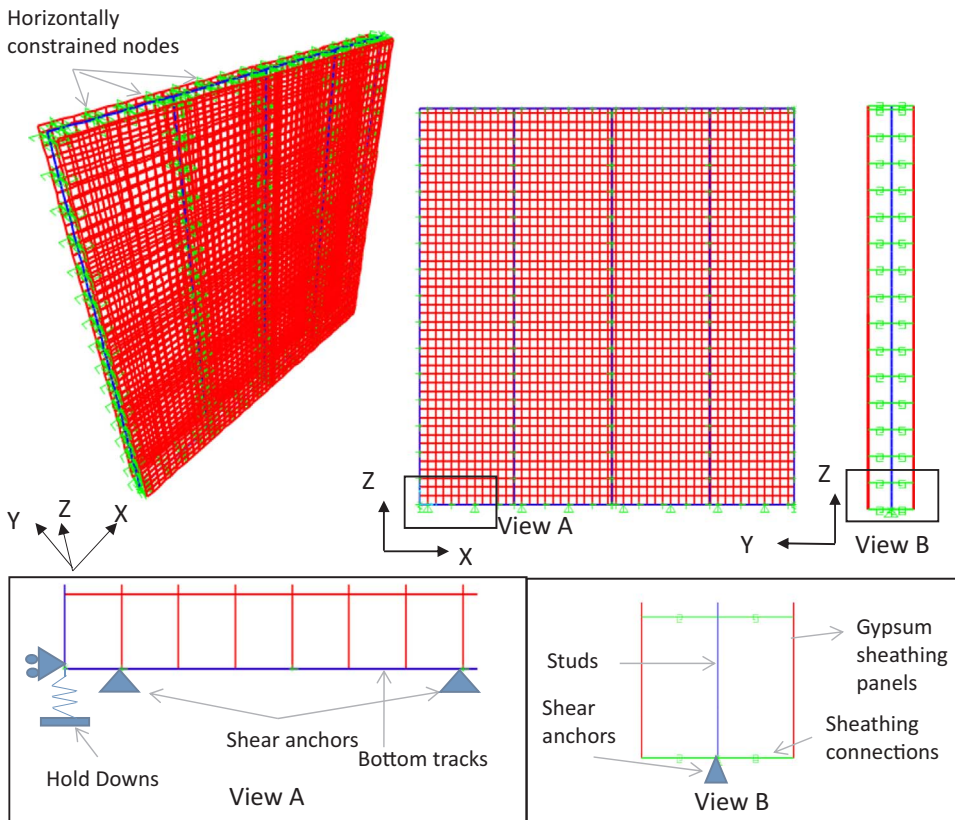 Horizontally
constrained nodes
Y
Z
X
Z
X
View A
Z
Y
View B
Hold Downs
Shear anchors
Bottom tracks
View A
Studs
Shear
anchors
Gypsum
sheathing
panels
Sheathing
connections
View B